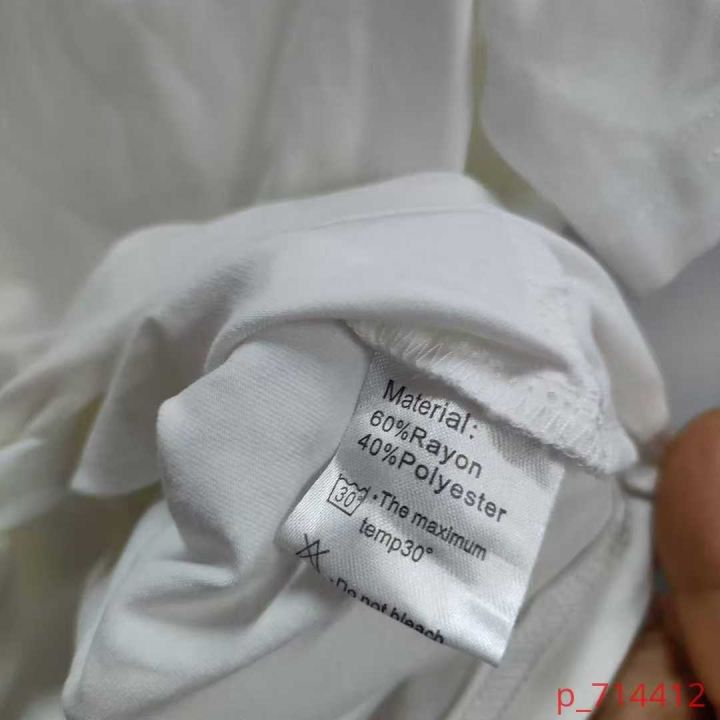 Material:
60%Rayon
40%Polyester
30°
·The maximum
temp30°
·Do not bleach
p_714412